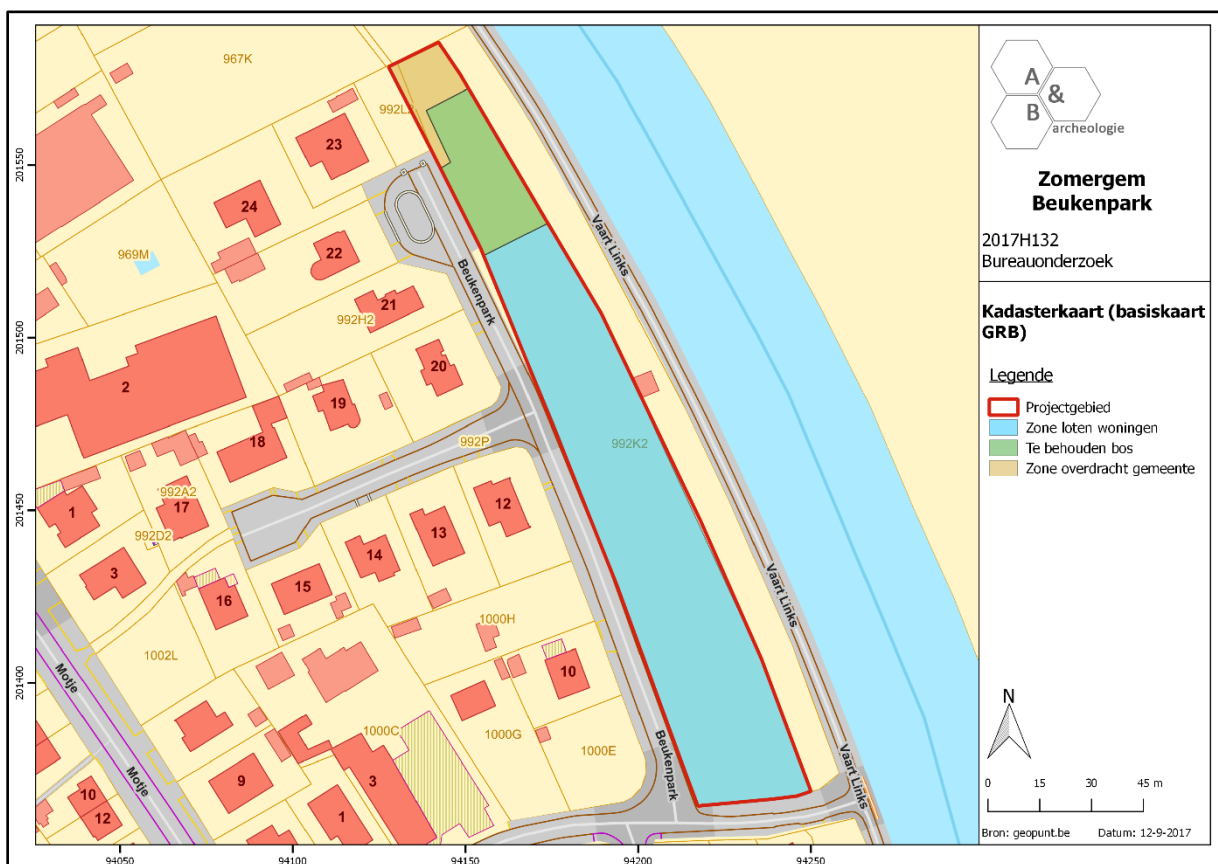 967K
992L2
23
24
22
969M
21
992H2
20
2
19
18
992P
992K2
992A2
17
1
992D2
3
12
13
14
15
16
1002L
1000H
10
1000C
1000G
1000E
9
3
1
10
12
Beukenpark
Beukenpark
Vaart Links
Vaart Links
Vaart Links
Motje
Motje
201550
201500
201450
201400
94050
94100
94150
94200
94250
A
&
B
archeologie
Zomergem
Beukenpark
2017H132
Bureauonderzoek
Kadasterkaart (basiskaart
GRB)
Legende
Projectgebied
Zone loten woningen
Te behouden bos
Zone overdracht gemeente
N
0 15 30 45 m
Bron: geopunt.be Datum: 12-9-2017